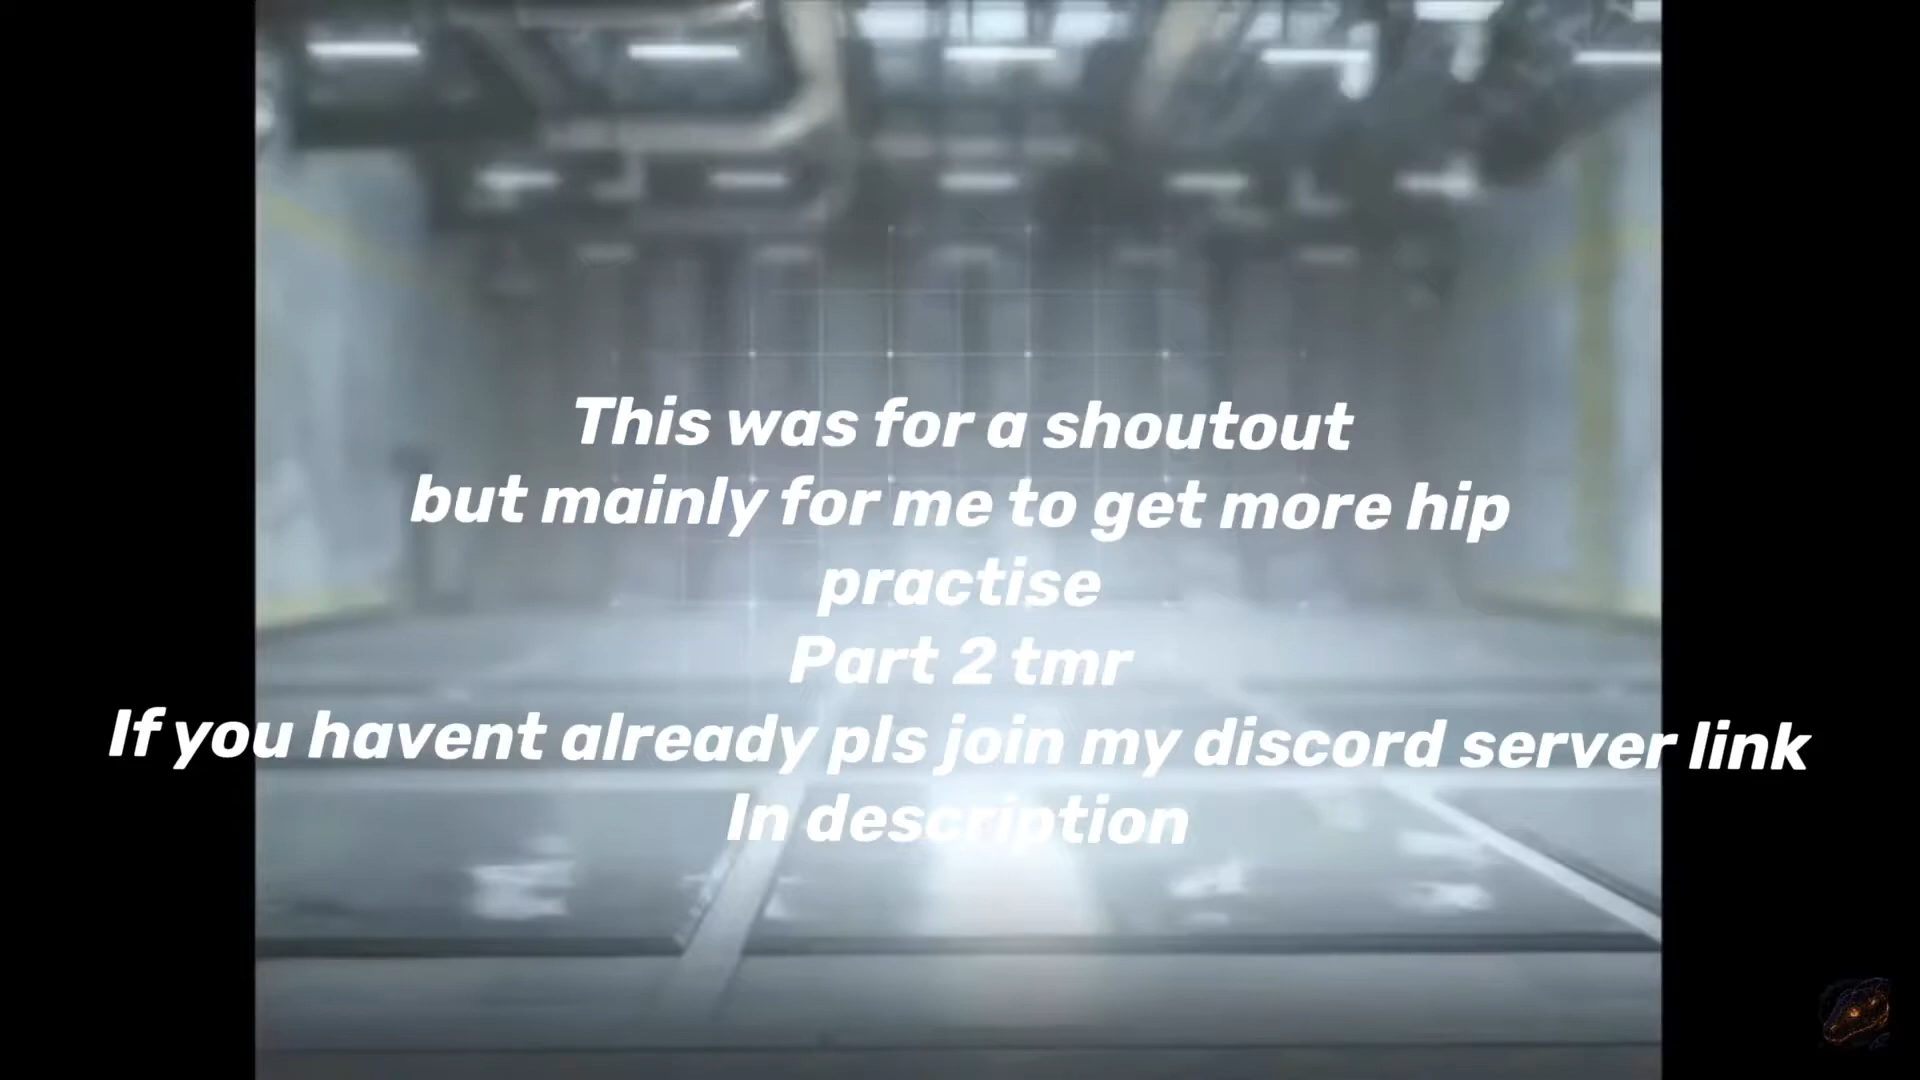 This was for a shoutout
but mainly for me to get more hip
practise
Part 2 tmr
If you havent already pls join my discord server link
In description